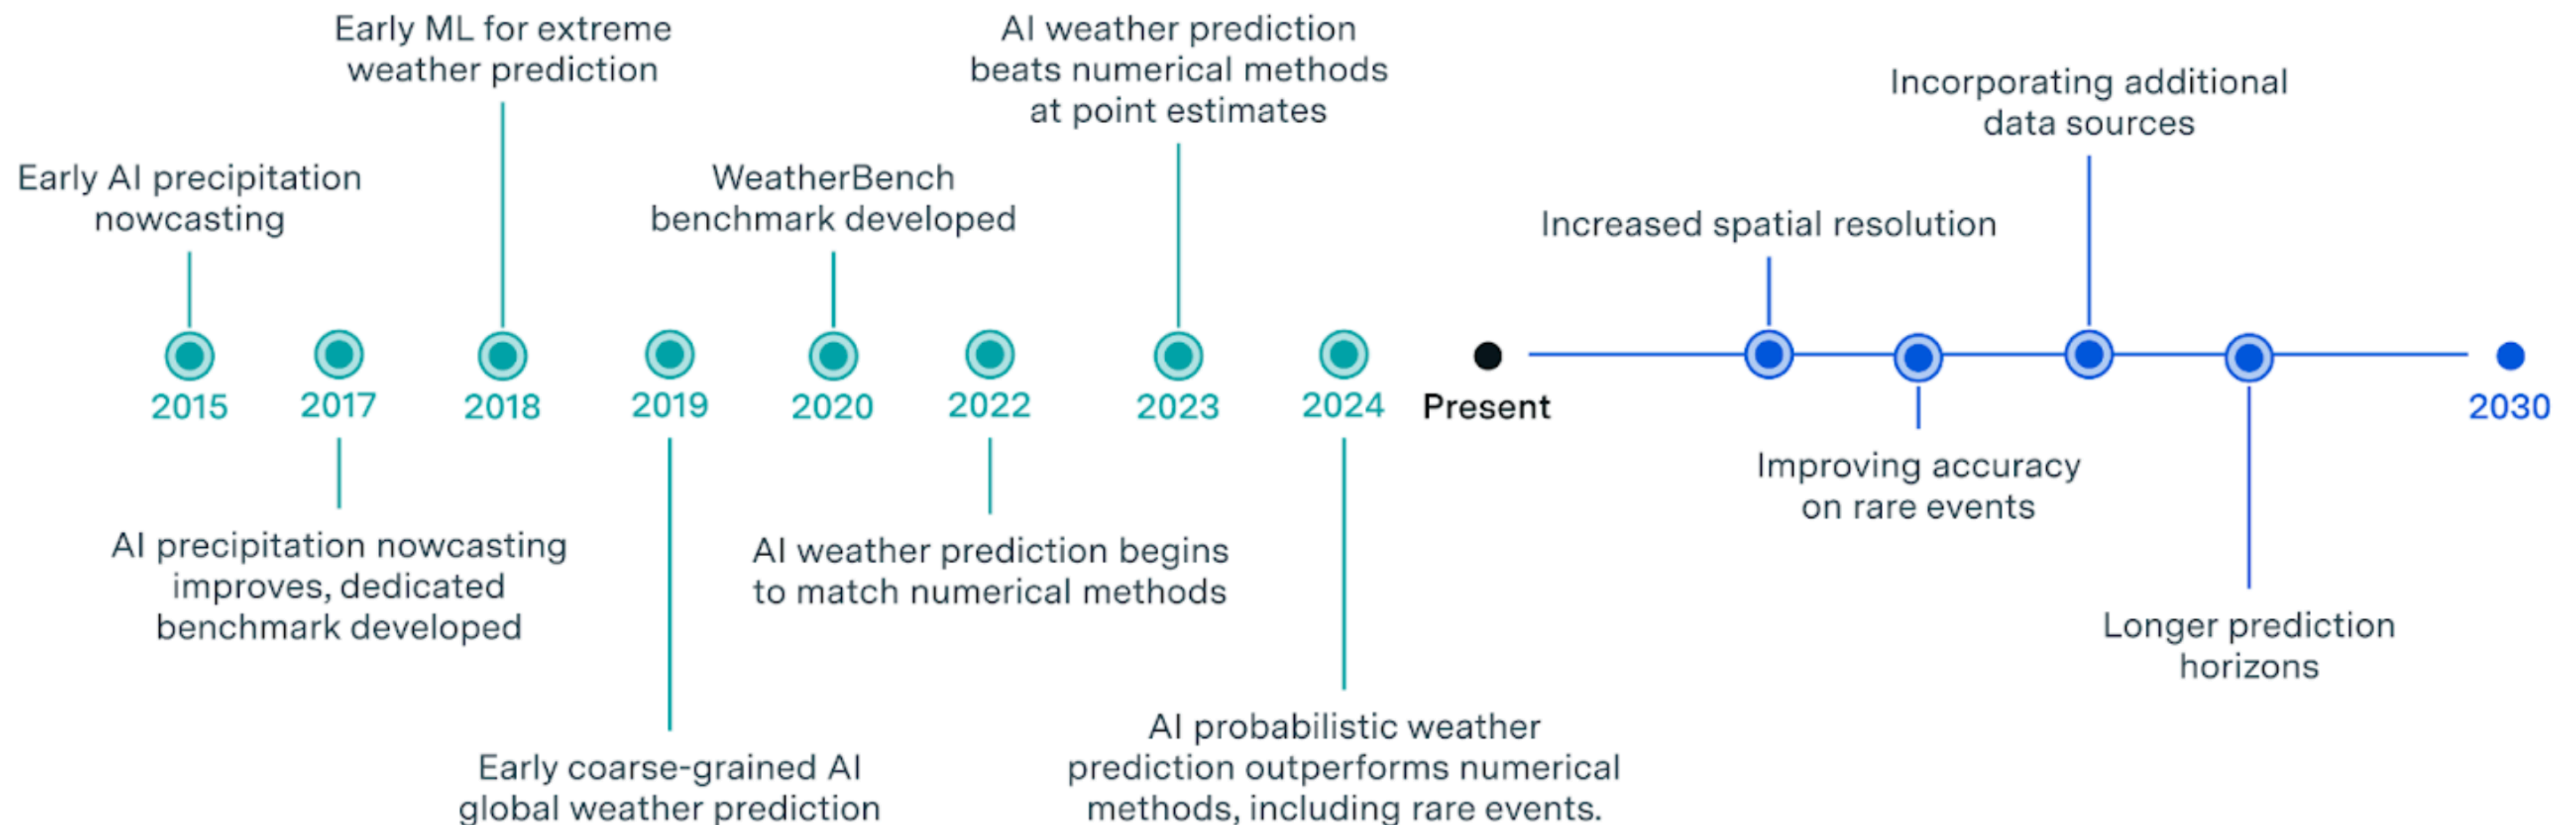 Early ML for extreme
weather prediction
AI weather prediction
beats numerical methods
at point estimates
Incorporating additional
data sources
Early AI precipitation
nowcasting
WeatherBench
benchmark developed
Increased spatial resolution
2015
2017
2018
2019
2020
2022
2023
2024
Present
2030
Improving accuracy
on rare events
AI precipitation nowcasting
improves, dedicated
benchmark developed
AI weather prediction begins
to match numerical methods
Longer prediction
horizons
Early coarse-grained AI
global weather prediction
AI probabilistic weather
prediction outperforms numerical
methods, including rare events.